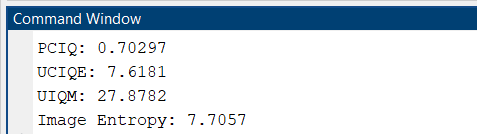 Command Window
PCIQ: 0.70297
UCIQE: 7.6181
UIQM: 27.8782
Image Entropy: 7.7057